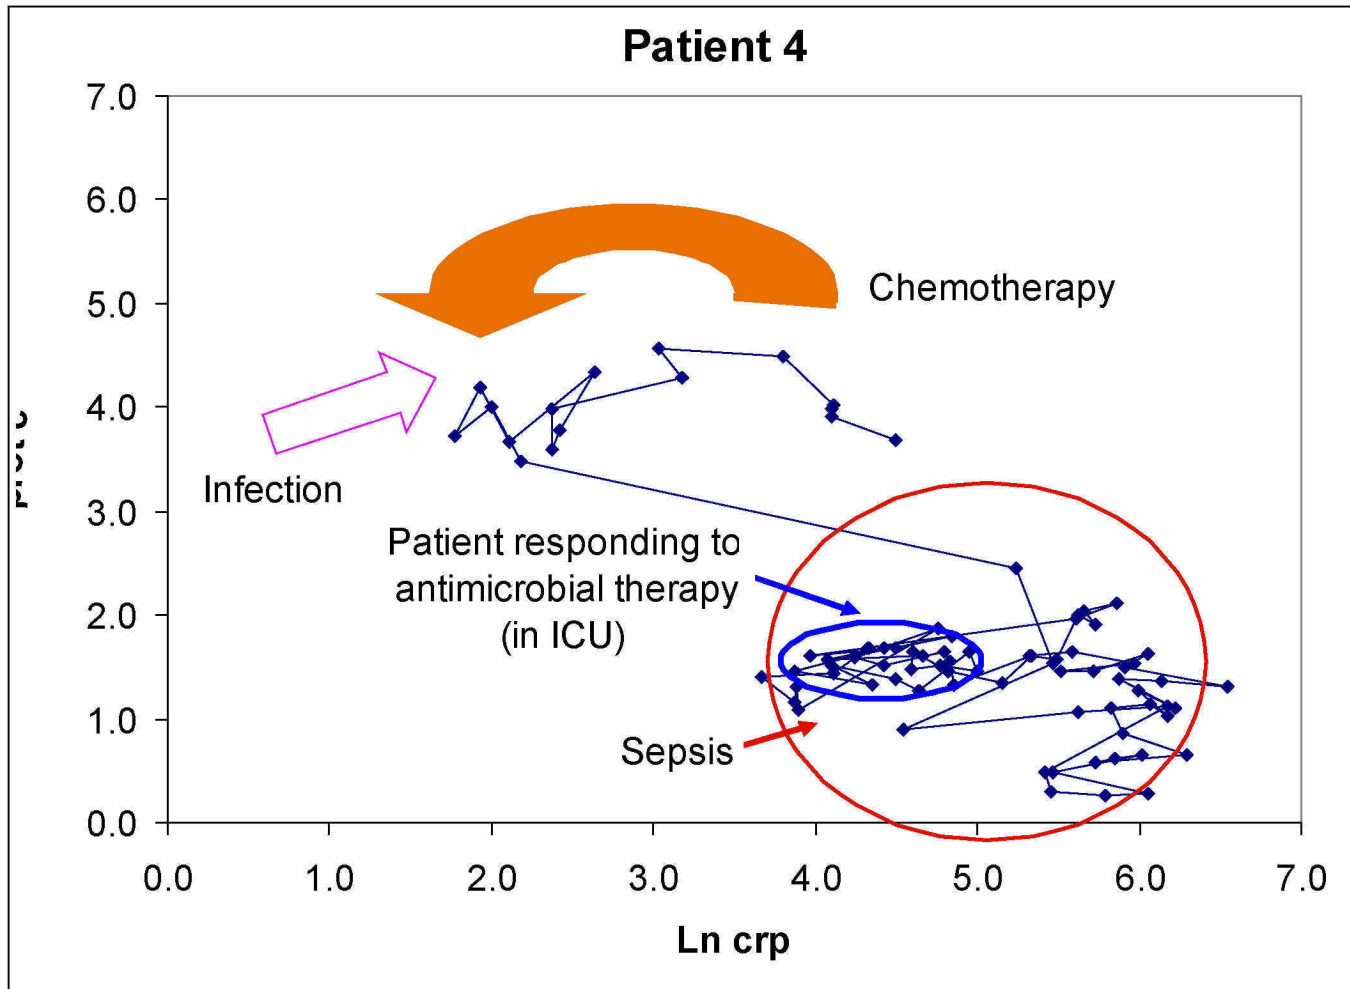 Patient 4
7.0
6.0
5.0
4.0
3.0
2.0
1.0
0.0
Chemotherapy
Infection
Patient responding to
antimicrobial therapy
(in ICU)
Sepsis
0.0 1.0 2.0 3.0 4.0 5.0 6.0 7.0
Ln crp